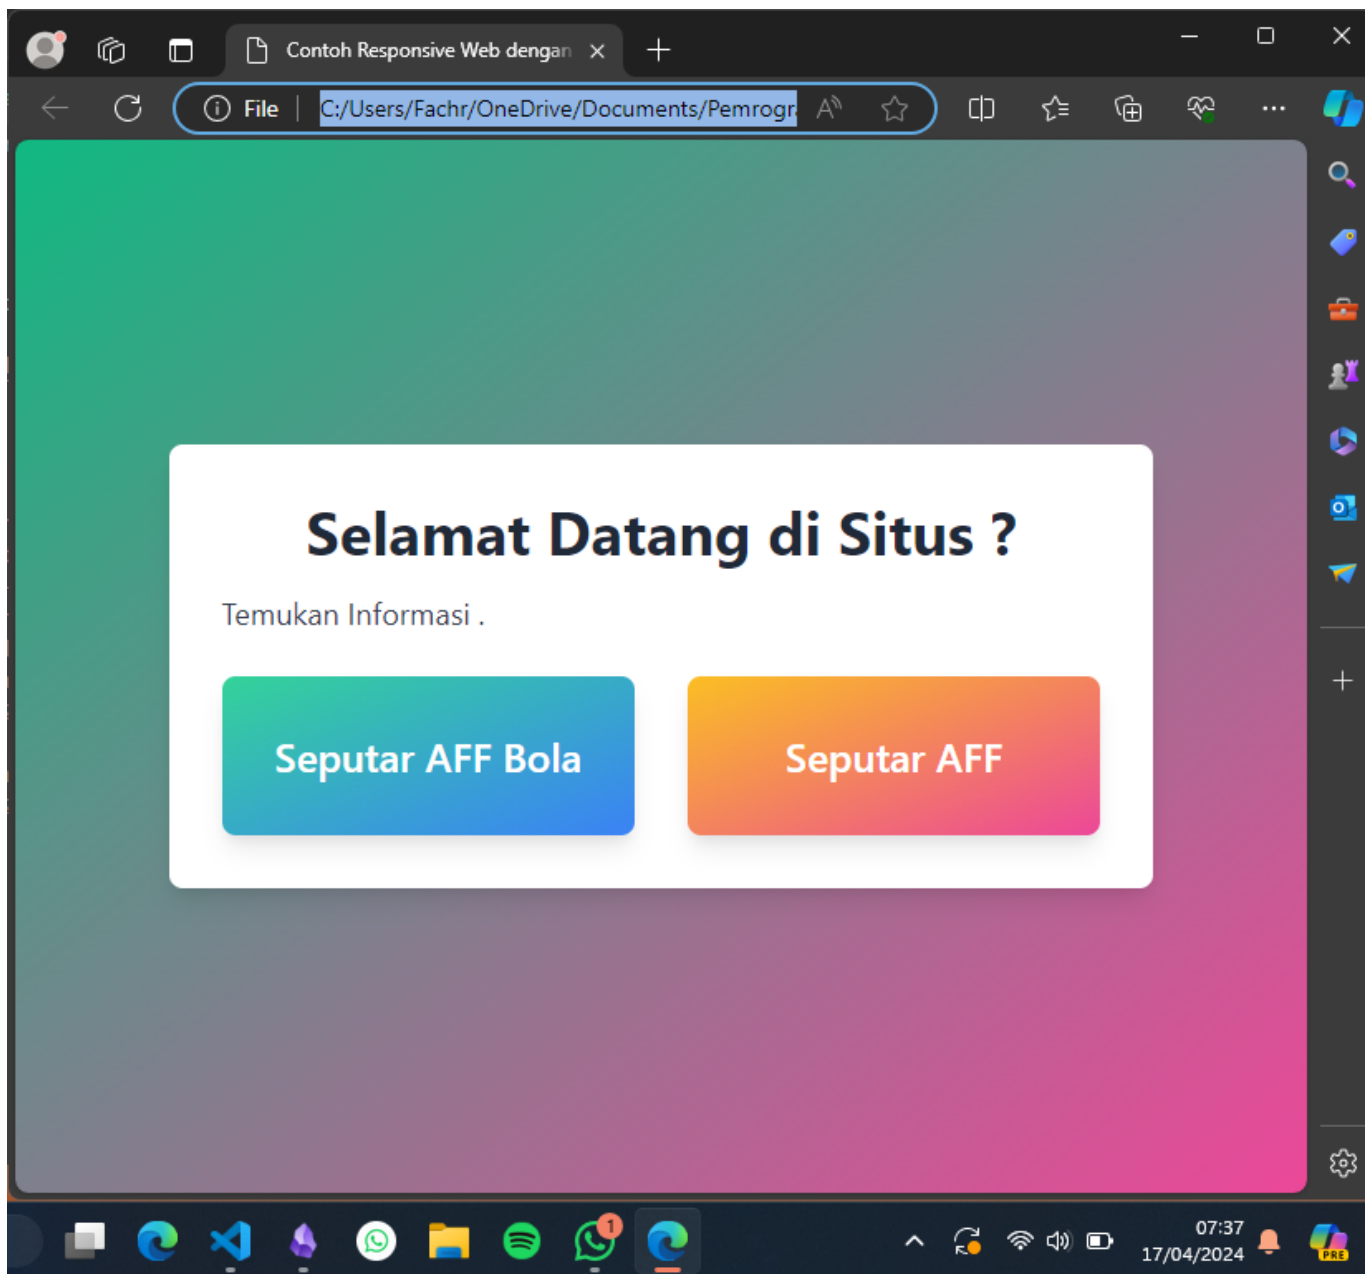 Contoh Responsive Web dengan
File
C:/Users/Fachr/OneDrive/Documents/Pemrogr
Selamat Datang di Situs ?
Temukan Informasi .
Seputar AFF Bola
Seputar AFF
1
07:37
17/04/2024
PRE